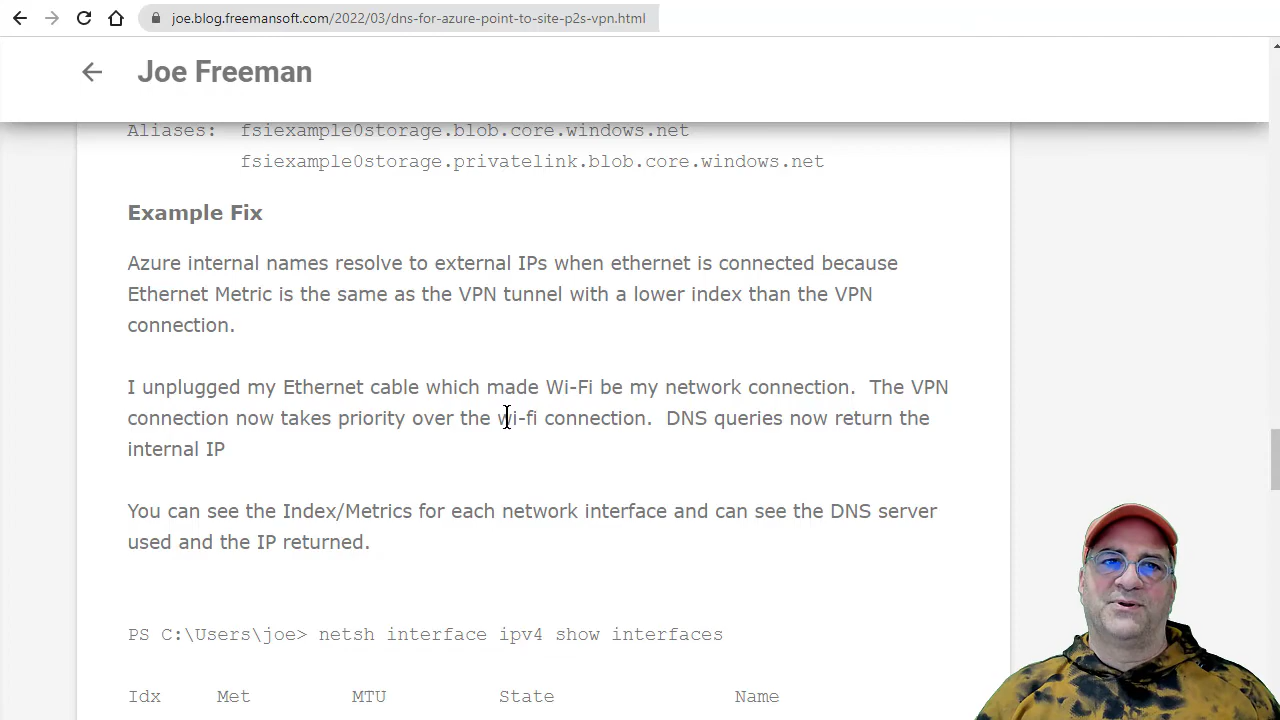 joe.blog.freemansoft.com/2022/03/dns-for-azure-point-to-site-p2s-vpn.html
Joe Freeman
Aliases: fsiexample0storage.blob.core.windows.net
fsiexample0storage.privatelink.blob.core.windows.net
Example Fix
Azure internal names resolve to external IPs when ethernet is connected because
Ethernet Metric is the same as the VPN tunnel with a lower index than the VPN
connection.
I unplugged my Ethernet cable which made Wi-Fi be my network connection.  The VPN
connection now takes priority over the wi-fi connection.  DNS queries now return the
internal IP
You can see the Index/Metrics for each network interface and can see the DNS server
used and the IP returned.
PS C:\Users\joe> netsh interface ipv4 show interfaces
Idx Met MTU State Name